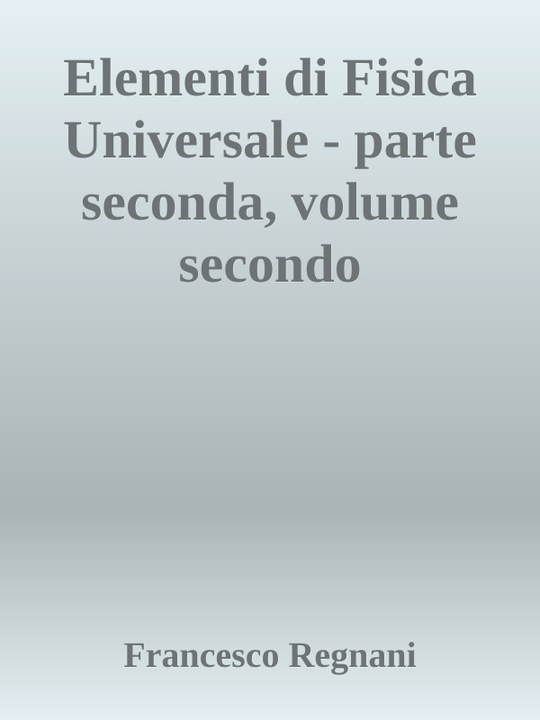 Elementi di Fisica
Universale - parte
seconda, volume
secondo
Francesco Regnani